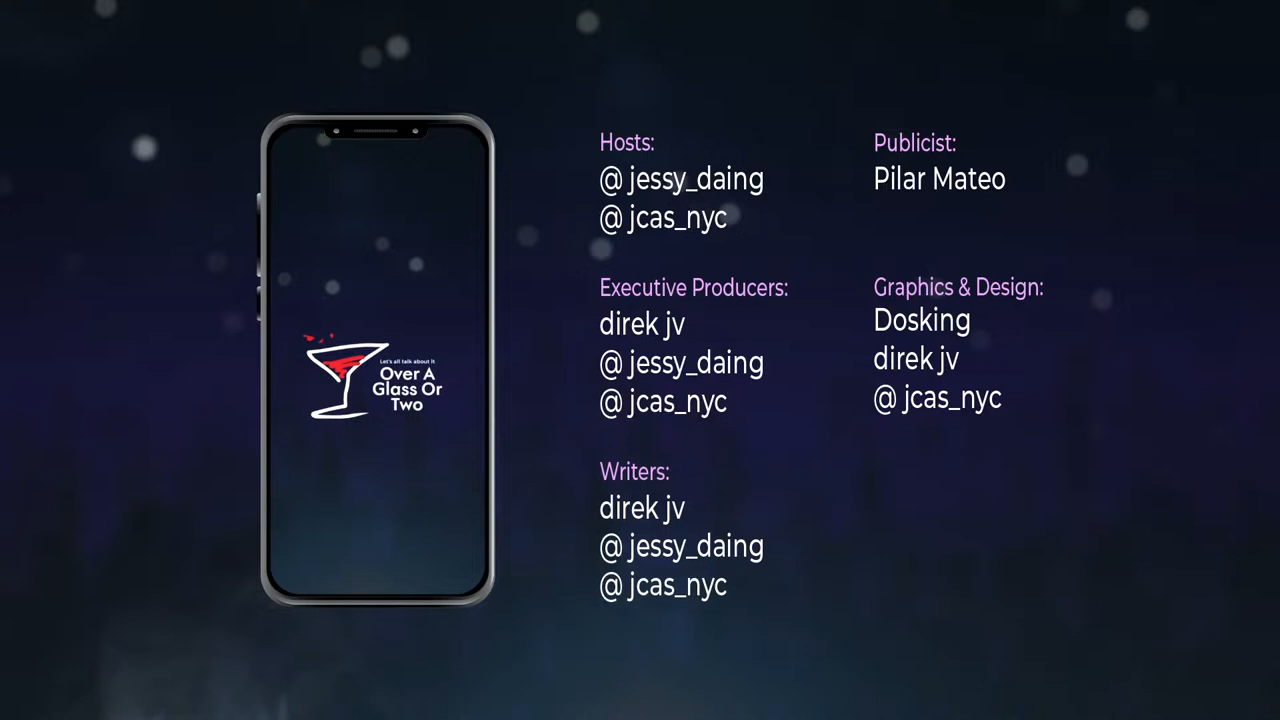 Let's all talk about it
Over A
Glass Or
Two
Hosts:
@ jessy_daing
@ jcas_nyc
Executive Producers:
direk jv
@ jessy_daing
@ jcas_nyc
Writers:
direk jv
@ jessy_daing
@ jcas_nyc
Publicist:
Pilar Mateo
Graphics & Design:
Dosking
direk jv
@ jcas_nyc